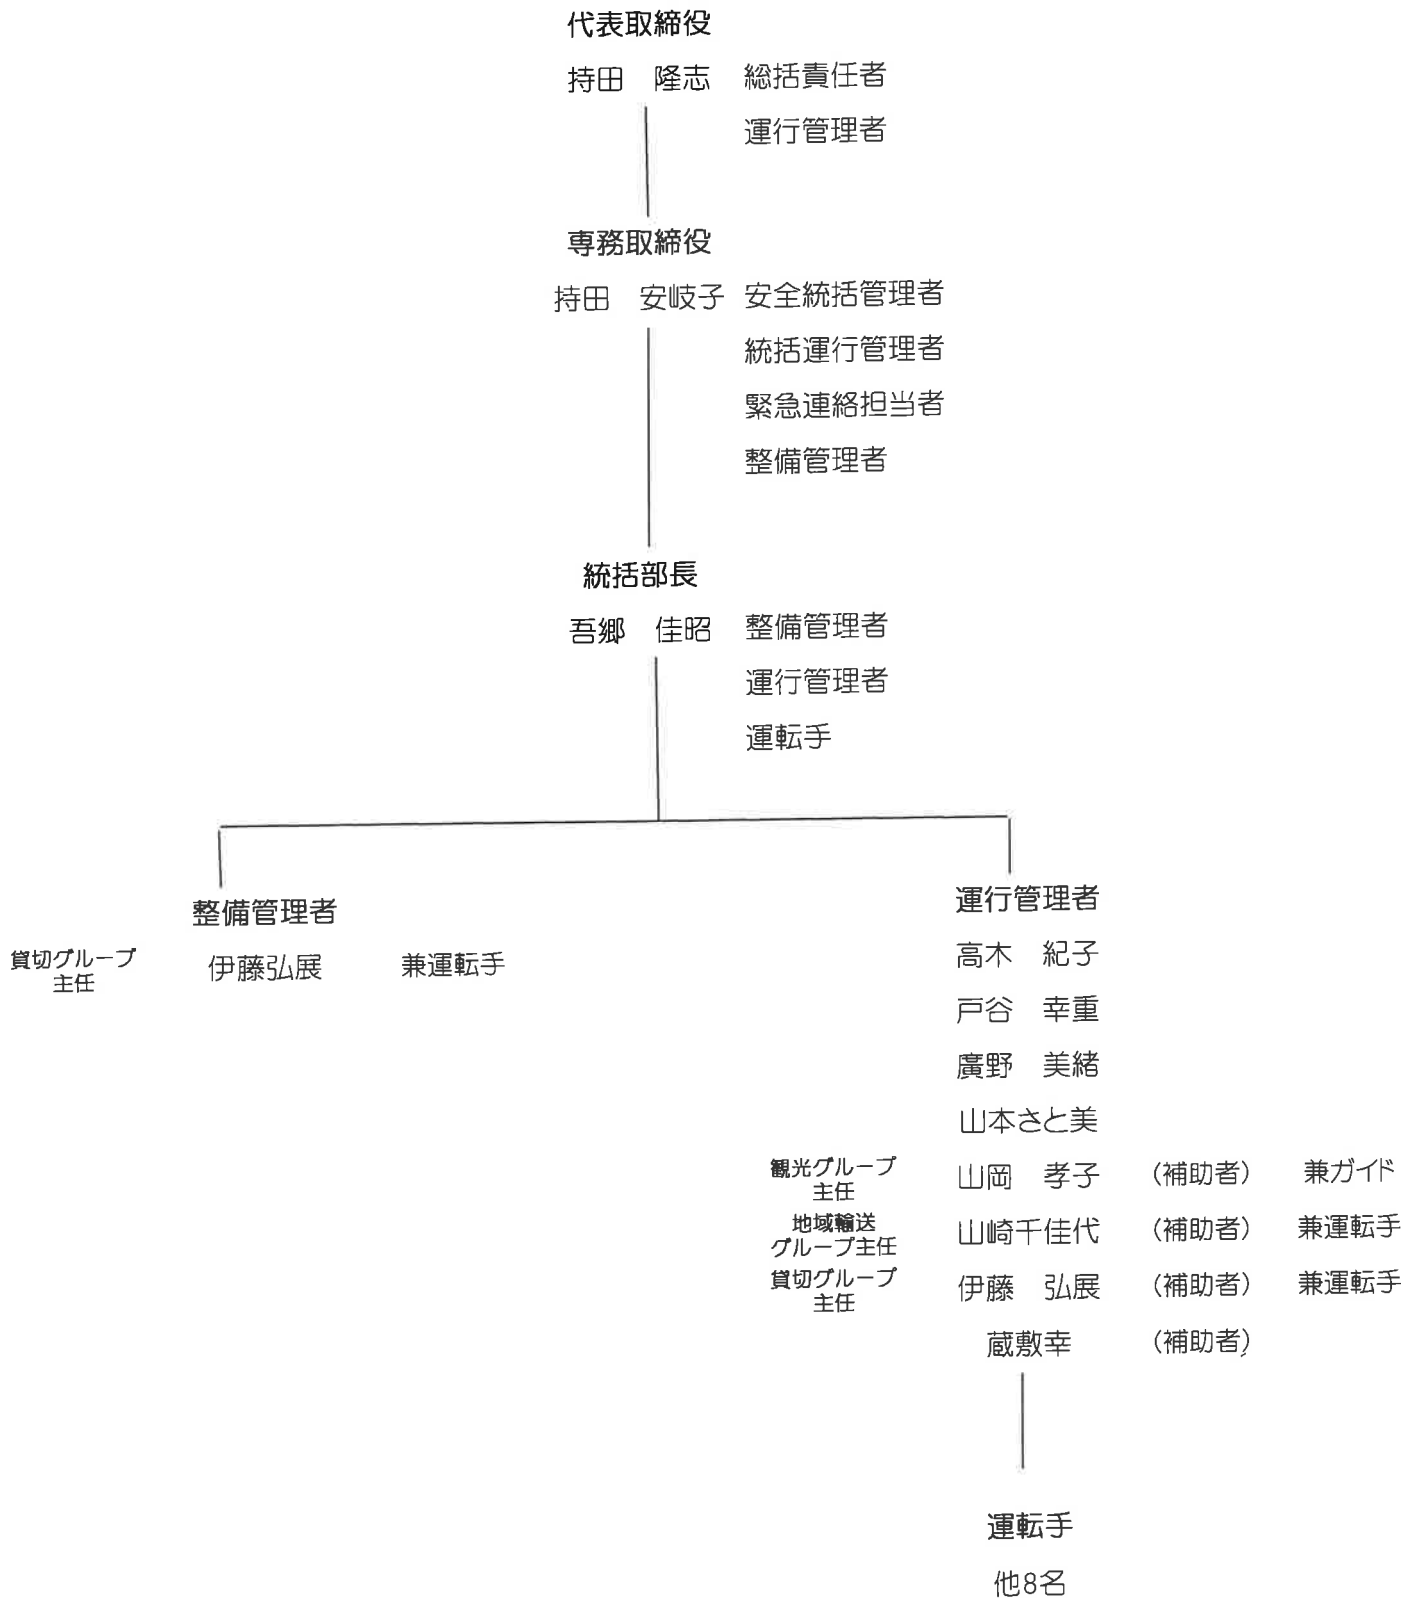 代表取締役
持田　隆志　総括責任者
運行管理者
専務取締役
持田　安岐子　安全統括管理者
統括運行管理者
緊急連絡担当者
整備管理者
統括部長
吾郷　佳昭　整備管理者
運行管理者
運転手
整備管理者
貸切グループ
主任
伊藤弘展　兼運転手
運行管理者
高木　紀子
戸谷　幸重
廣野　美緒
山本さと美
観光グループ
主任
山岡　孝子　(補助者)　兼ガイド
地域輸送
グループ主任
山崎千佳代　(補助者)　兼運転手
貸切グループ
主任
伊藤　弘展　(補助者)　兼運転手
蔵敷幸　(補助者)
運転手
他8名